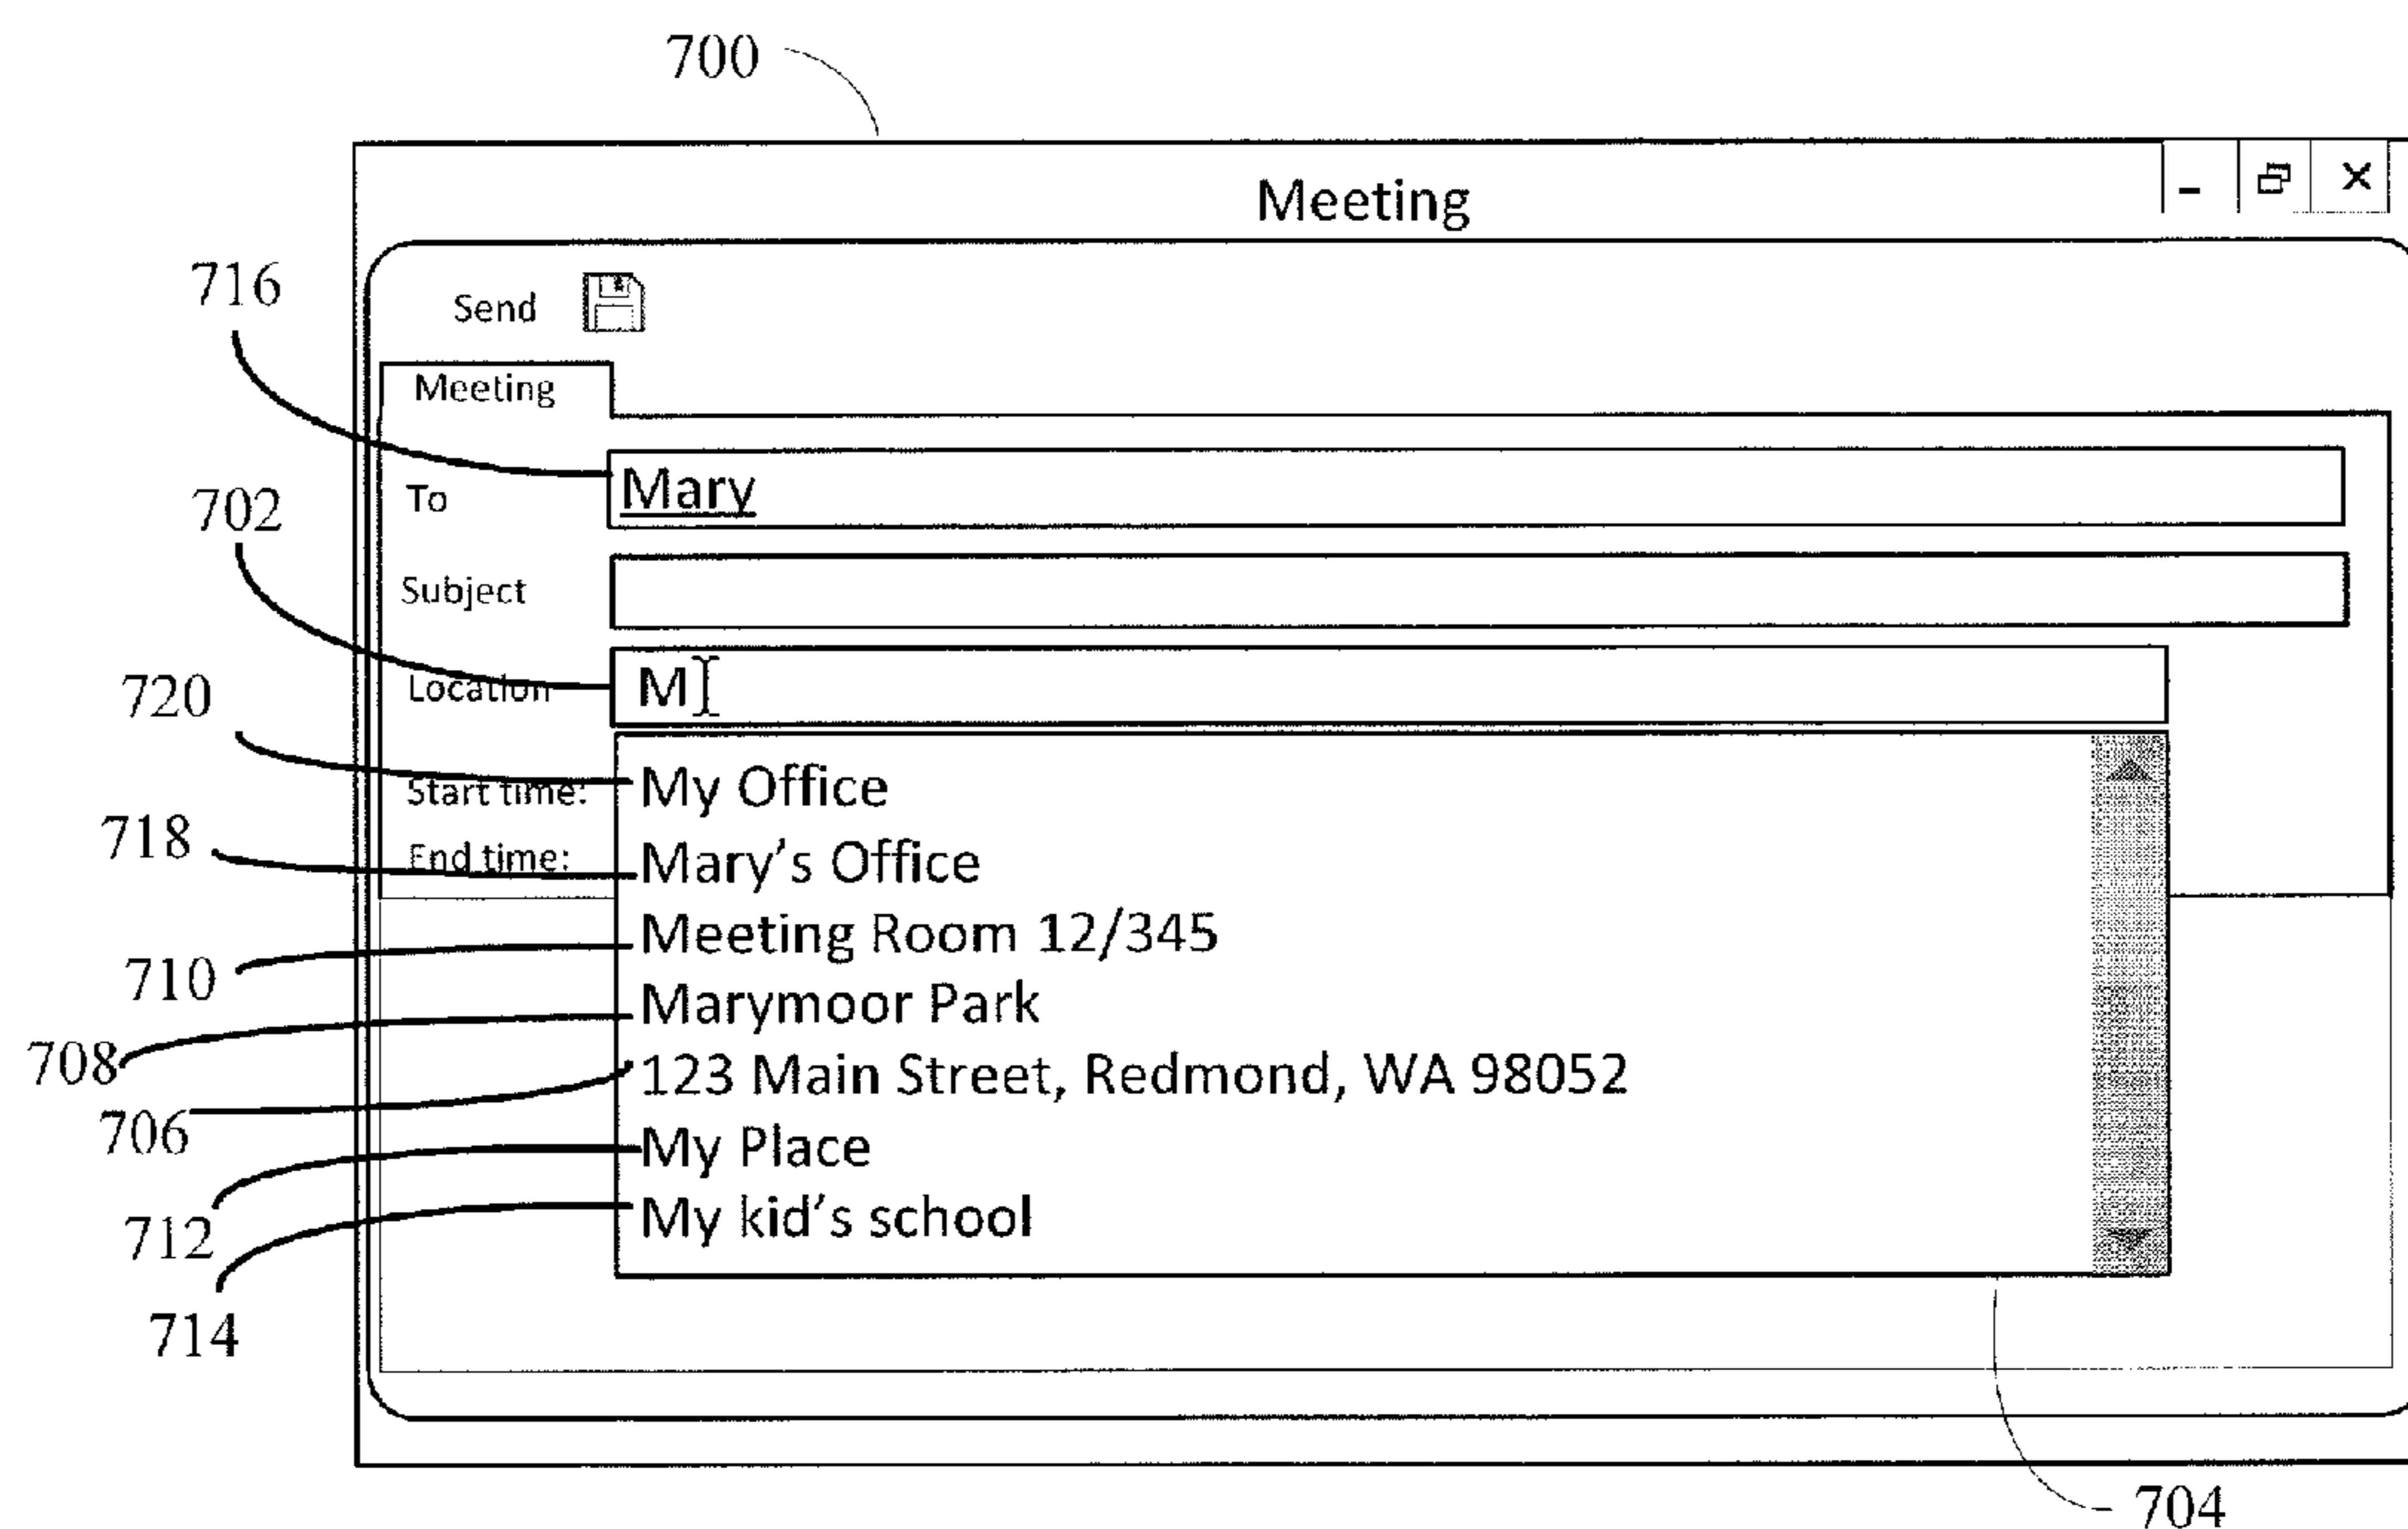 700
Meeting
716
Send
Meeting
To
Mary
702
Subject
Location
M
720
Start time:
My Office
718
End time:
Mary's Office
710
Meeting Room 12/345
Marymoor Park
708
123 Main Street, Redmond, WA 98052
706
My Place
712
My kid's school
714
704